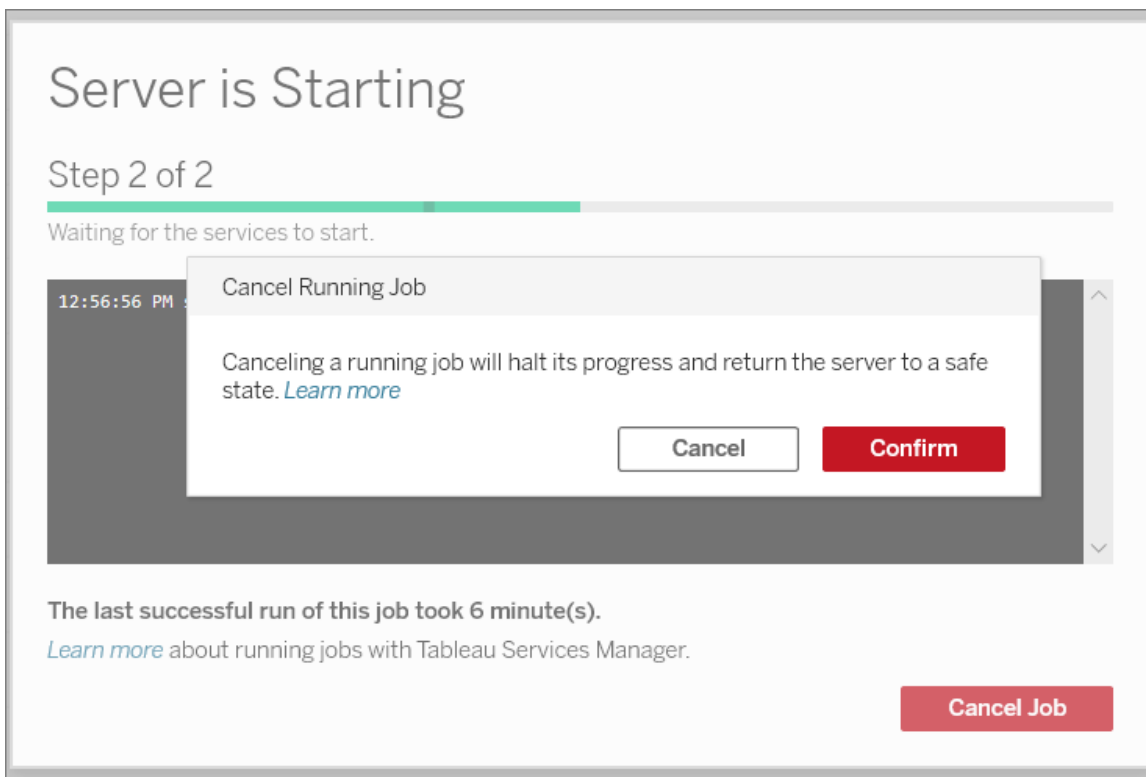 Server is Starting
Step 2 of 2
Waiting for the services to start.
12:56:56 PM
Cancel Running Job
Canceling a running job will halt its progress and return the server to a safe
state. Learn more
Cancel Confirm
The last successful run of this job took 6 minute(s).
Learn more about running jobs with Tableau Services Manager.
Cancel Job